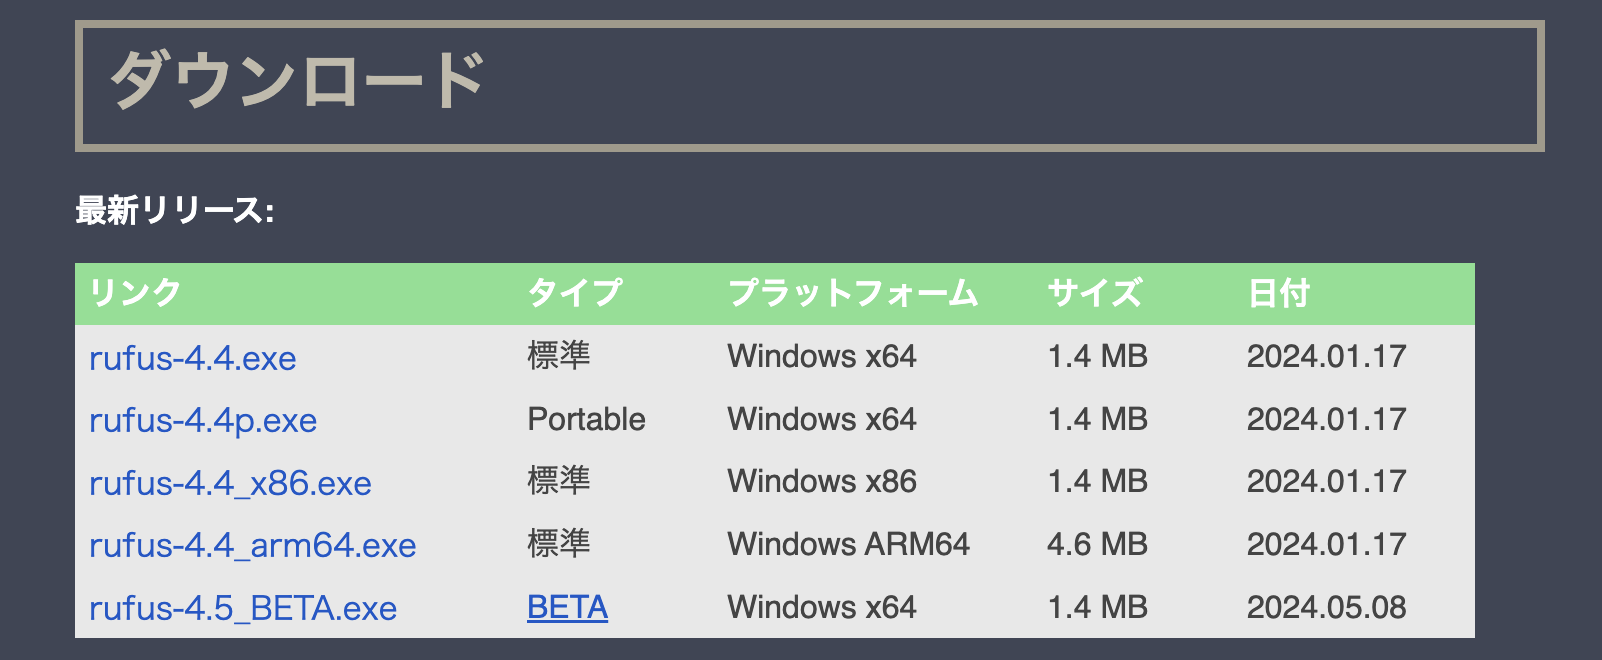 ダウンロード
最新リリース:
リンク タイプ プラットフォーム サイズ 日付
rufus-4.4.exe 標準 Windows x64 1.4 MB 2024.01.17
rufus-4.4p.exe Portable Windows x64 1.4 MB 2024.01.17
rufus-4.4_x86.exe 標準 Windows x86 1.4 MB 2024.01.17
rufus-4.4_arm64.exe 標準 Windows ARM64 4.6 MB 2024.01.17
rufus-4.5_BETA.exe BETA Windows x64 1.4 MB 2024.05.08